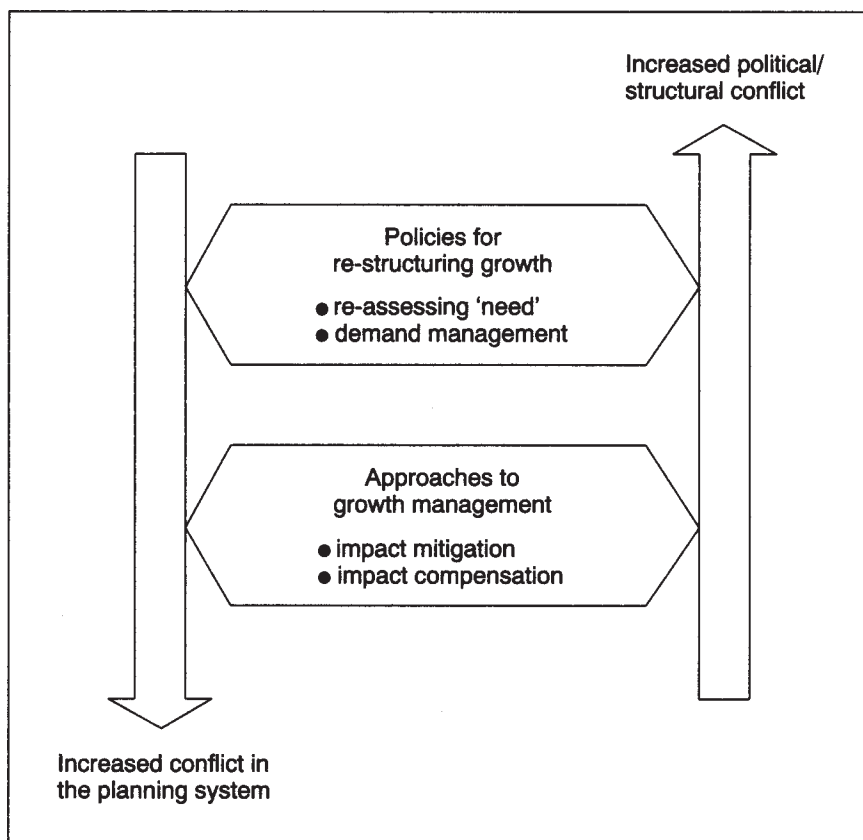 Increased political/
structural conflict
Policies for
re-structuring growth
● re-assessing ‘need’
● demand management
Approaches to
growth management
● impact mitigation
● impact compensation
Increased conflict in
the planning system